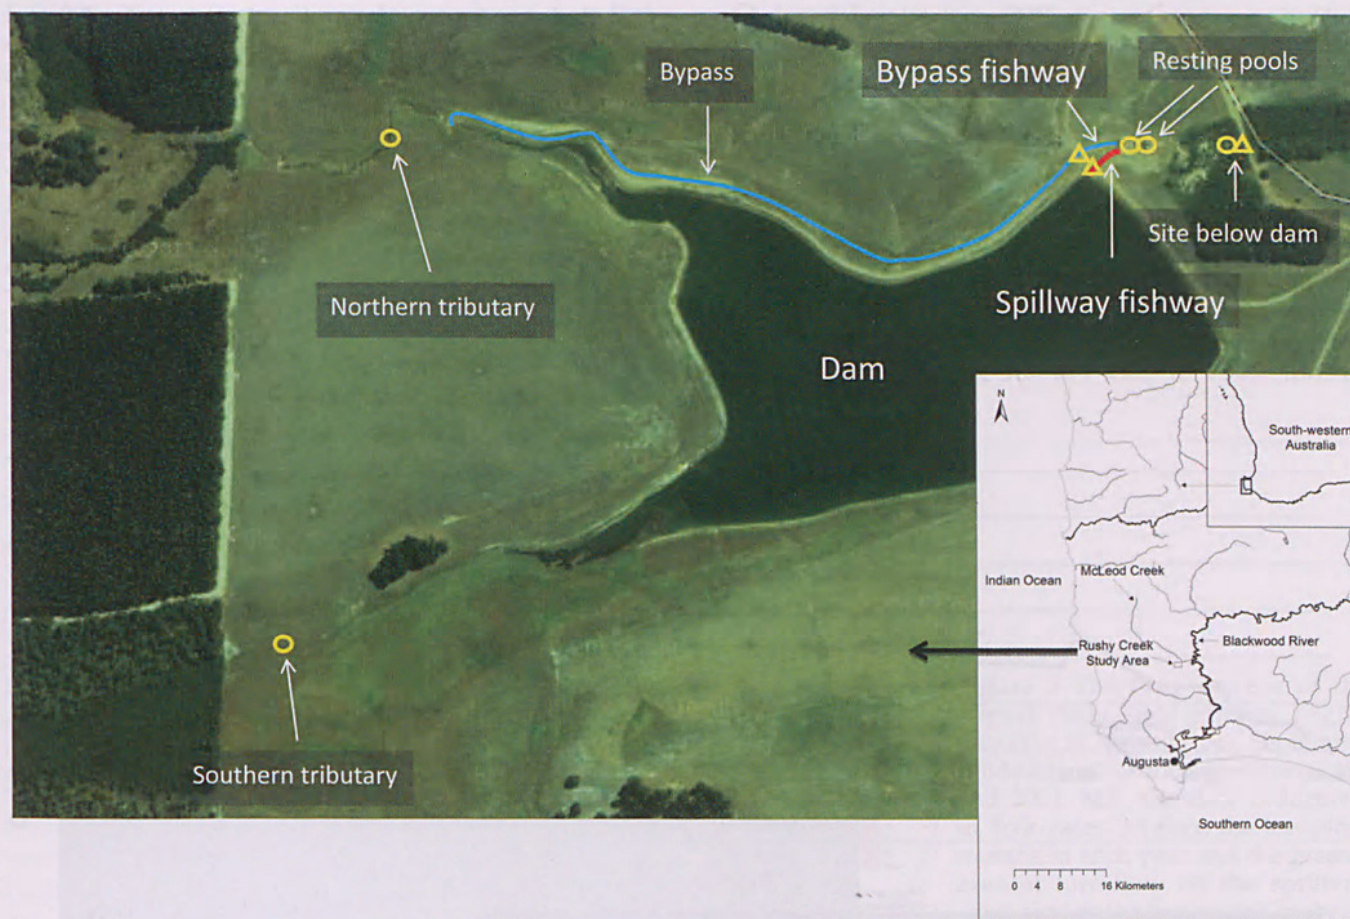 Bypass
Bypass fishway
Resting pools
Site below dam
Northern tributary
Spillway fishway
Dam
Southern tributary
N
South-western
Australia
Indian Ocean
McLeod Creek
Rushy Creek
Study Area
Blackwood River
Augusta
Southern Ocean
0 4 8 16 Kilometers